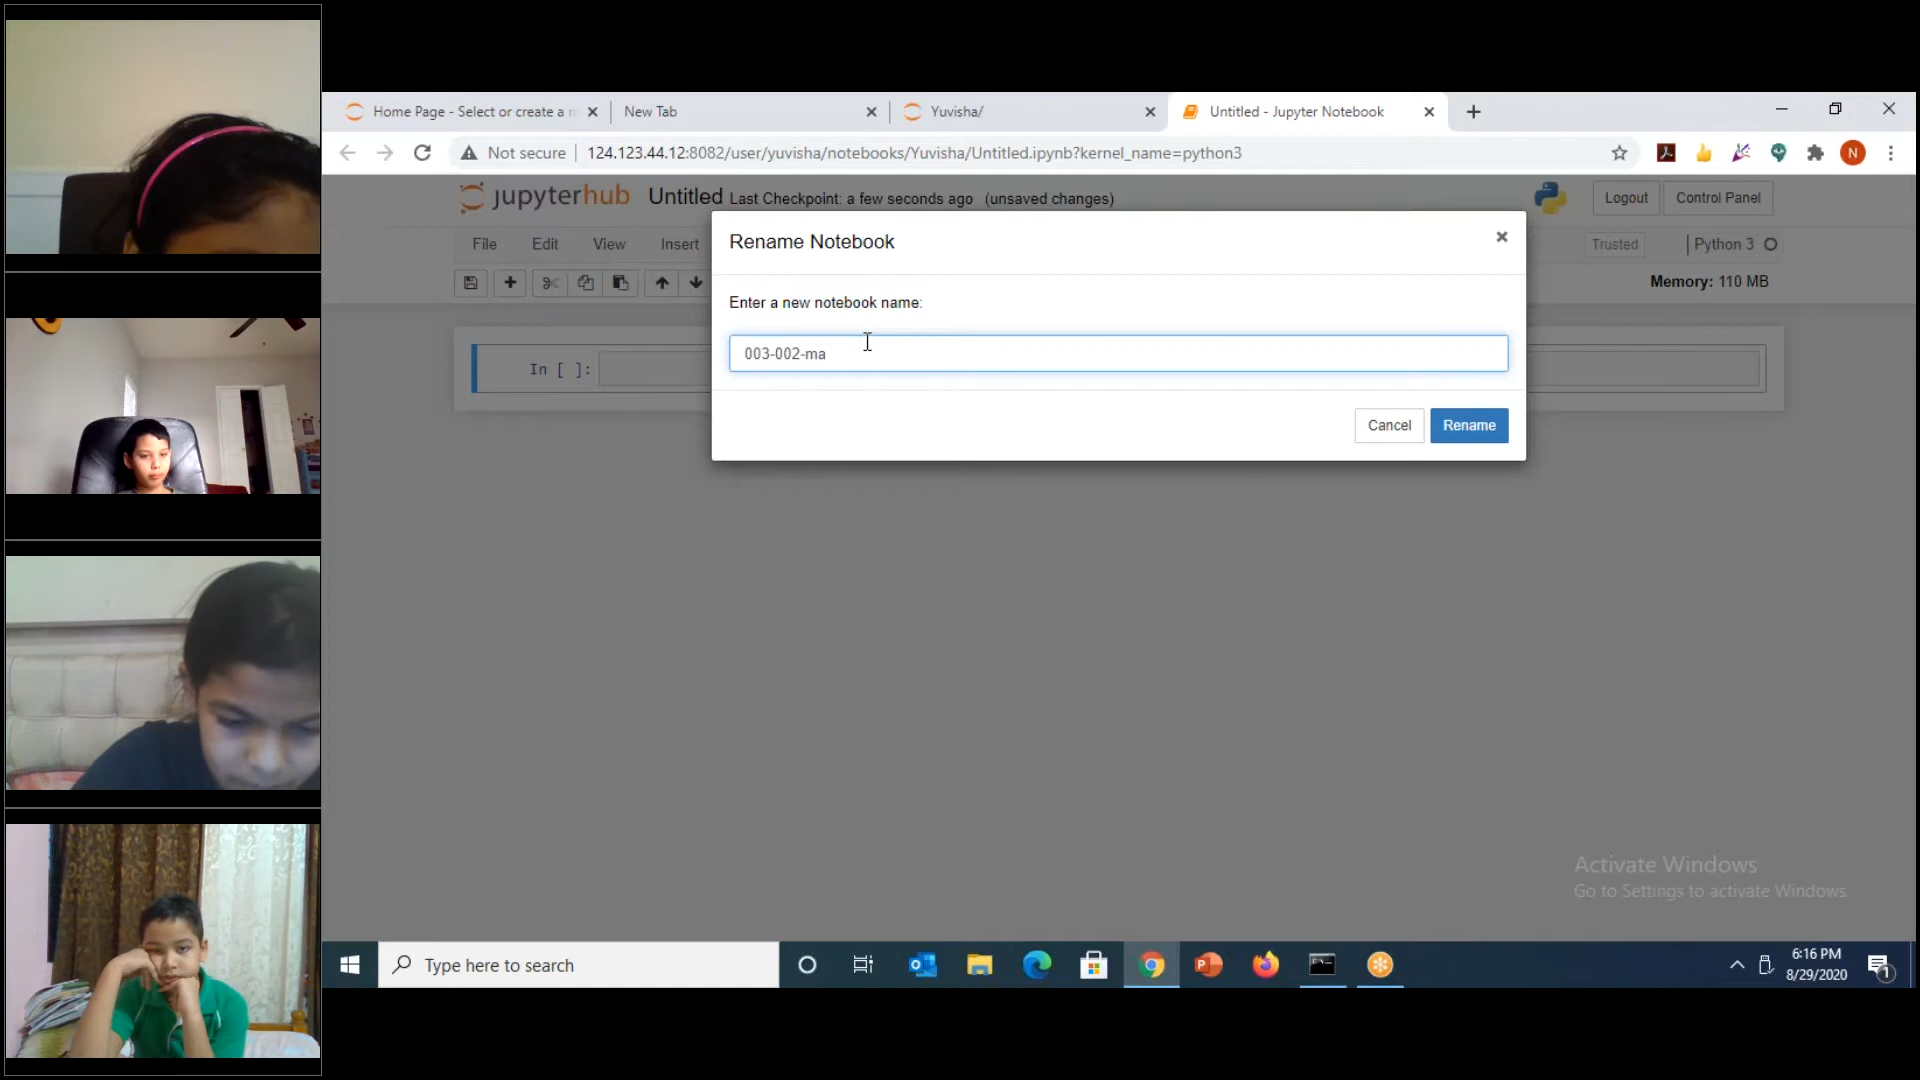 Home Page - Select or create a n
New Tab
Yuvisha/
Untitled - Jupyter Notebook
Not secure
124.123.44.12:8082/user/yuvisha/notebooks/Yuvisha/Untitled.ipynb?kernel_name=python3
N
jupyterhub
Untitled Last Checkpoint: a few seconds ago (unsaved changes)
Logout
Control Panel
File
Edit
View
Insert
Trusted
Python 3
Memory: 110 MB
Rename Notebook
Enter a new notebook name:
003-002-ma
Cancel
Rename
In [ ]:
Activate Windows
Go to Settings to activate Windows.
Type here to search
6:16 PM
8/29/2020
1